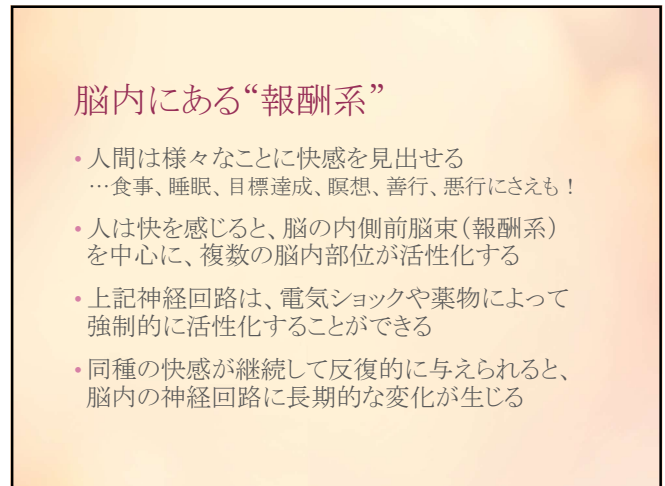 脳内にある“報酬系”
•人間は様々なことに快感を見出せる
…食事、睡眠、目標達成、瞑想、善行、悪行にさえも！
•人は快を感じると、脳の内側前脳束（報酬系）
を中心に、複数の脳内部位が活性化する
•上記神経回路は、電気ショックや薬物によって
強制的に活性化することができる
•同種の快感が継続して反復的に与えられると、
脳内の神経回路に長期的な変化が生じる